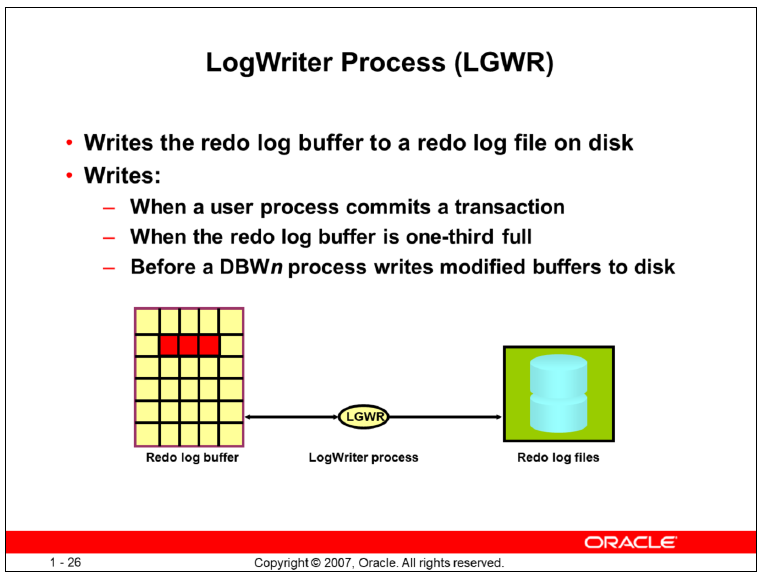 LogWriter Process (LGWR)
• Writes the redo log buffer to a redo log file on disk
• Writes:
– When a user process commits a transaction
– When the redo log buffer is one-third full
– Before a DBWn process writes modified buffers to disk
LGWR
Redo log buffer
LogWriter process
Redo log files
ORACLE
1 - 26
Copyright © 2007, Oracle. All rights reserved.